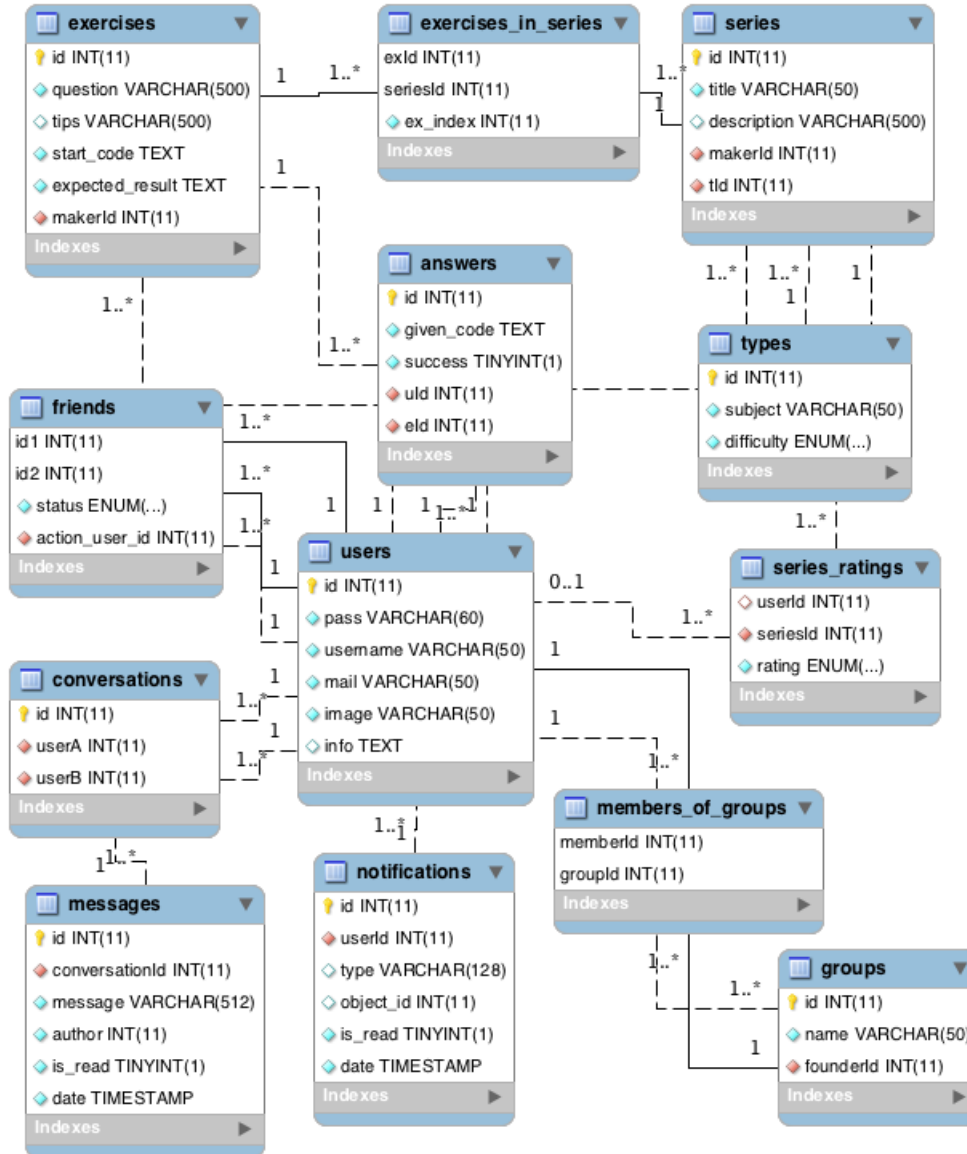 exercises
id INT(11)
question VARCHAR(500)
tips VARCHAR(500)
start_code TEXT
expected_result TEXT
makerId INT(11)
Indexes
exercises_in_series
exId INT(11)
seriesId INT(11)
ex_index INT(11)
Indexes
series
id INT(11)
title VARCHAR(50)
description VARCHAR(500)
makerId INT(11)
tId INT(11)
Indexes
1
1..*
1..*
1
1
1..*
1..*
1..*
1..*
1
1
answers
id INT(11)
given_code TEXT
success TINYINT(1)
uId INT(11)
eId INT(11)
Indexes
types
id INT(11)
subject VARCHAR(50)
difficulty ENUM(...)
Indexes
friends
id1 INT(11)
id2 INT(11)
status ENUM(...)
action_user_id INT(11)
Indexes
1..*
1..*
1..*
1
1
1
1
1
1..*
1
1..*
users
id INT(11)
pass VARCHAR(60)
username VARCHAR(50)
mail VARCHAR(50)
image VARCHAR(50)
info TEXT
Indexes
series_ratings
userId INT(11)
seriesId INT(11)
rating ENUM(...)
Indexes
0..1
1..*
1
1
1..*
conversations
id INT(11)
userA INT(11)
userB INT(11)
Indexes
1..*
1
1..*
1
members_of_groups
memberId INT(11)
groupId INT(11)
Indexes
1..*
1
1
1..*
messages
id INT(11)
conversationId INT(11)
message VARCHAR(512)
author INT(11)
is_read TINYINT(1)
date TIMESTAMP
Indexes
notifications
id INT(11)
userId INT(11)
type VARCHAR(128)
object_id INT(11)
is_read TINYINT(1)
date TIMESTAMP
Indexes
1..*
1..*
1
groups
id INT(11)
name VARCHAR(50)
founderId INT(11)
Indexes